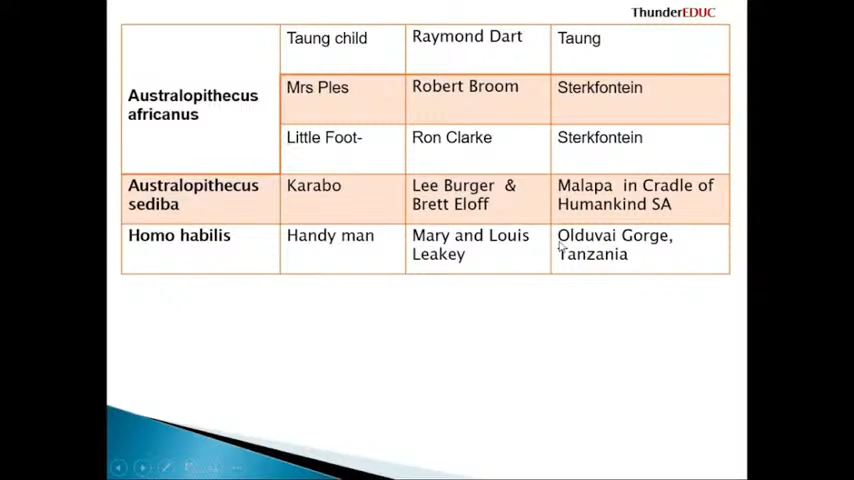 ThunderEDUC
Taung child Raymond Dart Taung
Australopithecus
africanus
Mrs Ples Robert Broom Sterkfontein
Little Foot- Ron Clarke Sterkfontein
Australopithecus Karabo Lee Burger & Malapa in Cradle of
sediba Brett Eloff Humankind SA
Homo habilis Handy man Mary and Louis Olduvai Gorge,
Leakey Tanzania